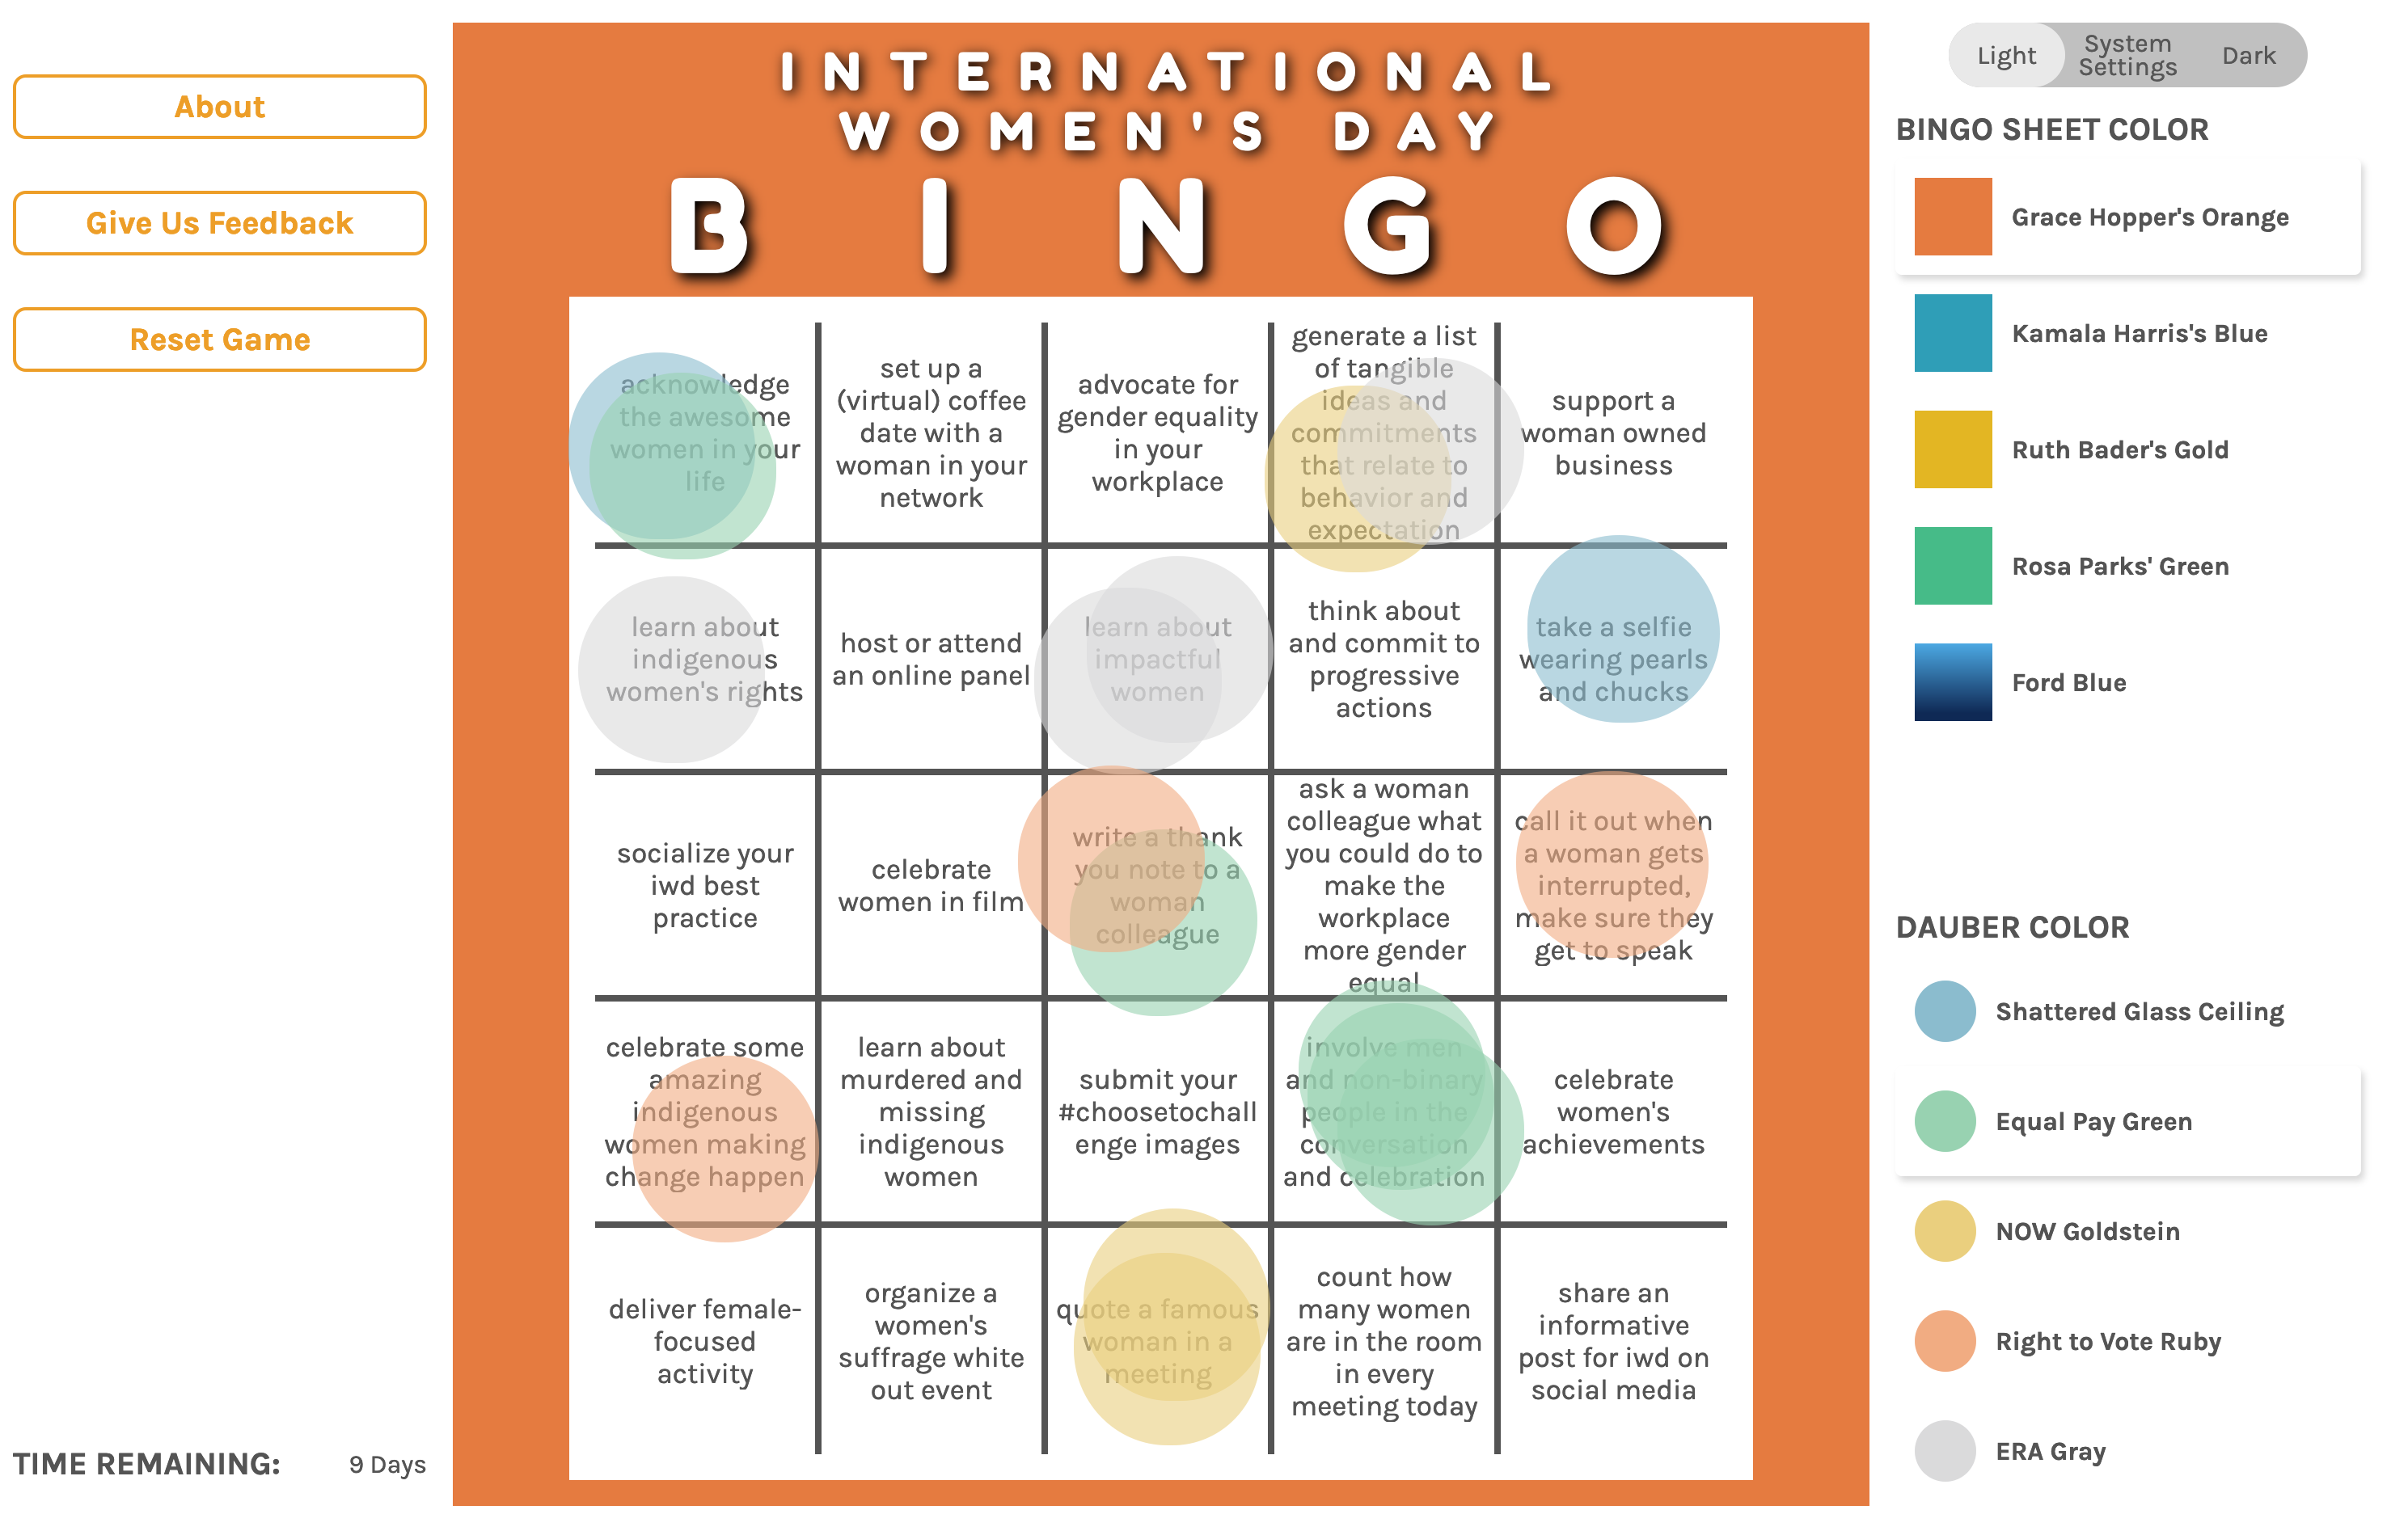 About
Give Us Feedback
Reset Game
TIME REMAINING: 9 Days
INTERNATIONAL
WOMEN'S DAY
BINGO
acknowledge
the awesome
women in your
life
set up a
(virtual) coffee
date with a
woman in your
network
advocate for
gender equality
in your
workplace
generate a list
of tangible
ideas and
commitments
that relate to
behavior and
expectation
support a
woman owned
business
learn about
indigenous
women's rights
host or attend
an online panel
learn about
impactful
women
think about
and commit to
progressive
actions
take a selfie
wearing pearls
and chucks
socialize your
iwd best
practice
celebrate
women in film
write a thank
you note to a
woman
colleague
ask a woman
colleague what
you could do to
make the
workplace
more gender
equal
call it out when
a woman gets
interrupted,
make sure they
get to speak
celebrate some
amazing
indigenous
women making
change happen
learn about
murdered and
missing
indigenous
women
submit your
#choosetochall
enge images
involve men
and non-binary
people in the
conversation
and celebration
celebrate
women's
achievements
deliver female-
focused
activity
organize a
women's
suffrage white
out event
quote a famous
woman in a
meeting
count how
many women
are in the room
in every
meeting today
share an
informative
post for iwd on
social media
Light
System
Settings
Dark
BINGO SHEET COLOR
Grace Hopper's Orange
Kamala Harris's Blue
Ruth Bader's Gold
Rosa Parks' Green
Ford Blue
DAUBER COLOR
Shattered Glass Ceiling
Equal Pay Green
NOW Goldstein
Right to Vote Ruby
ERA Gray